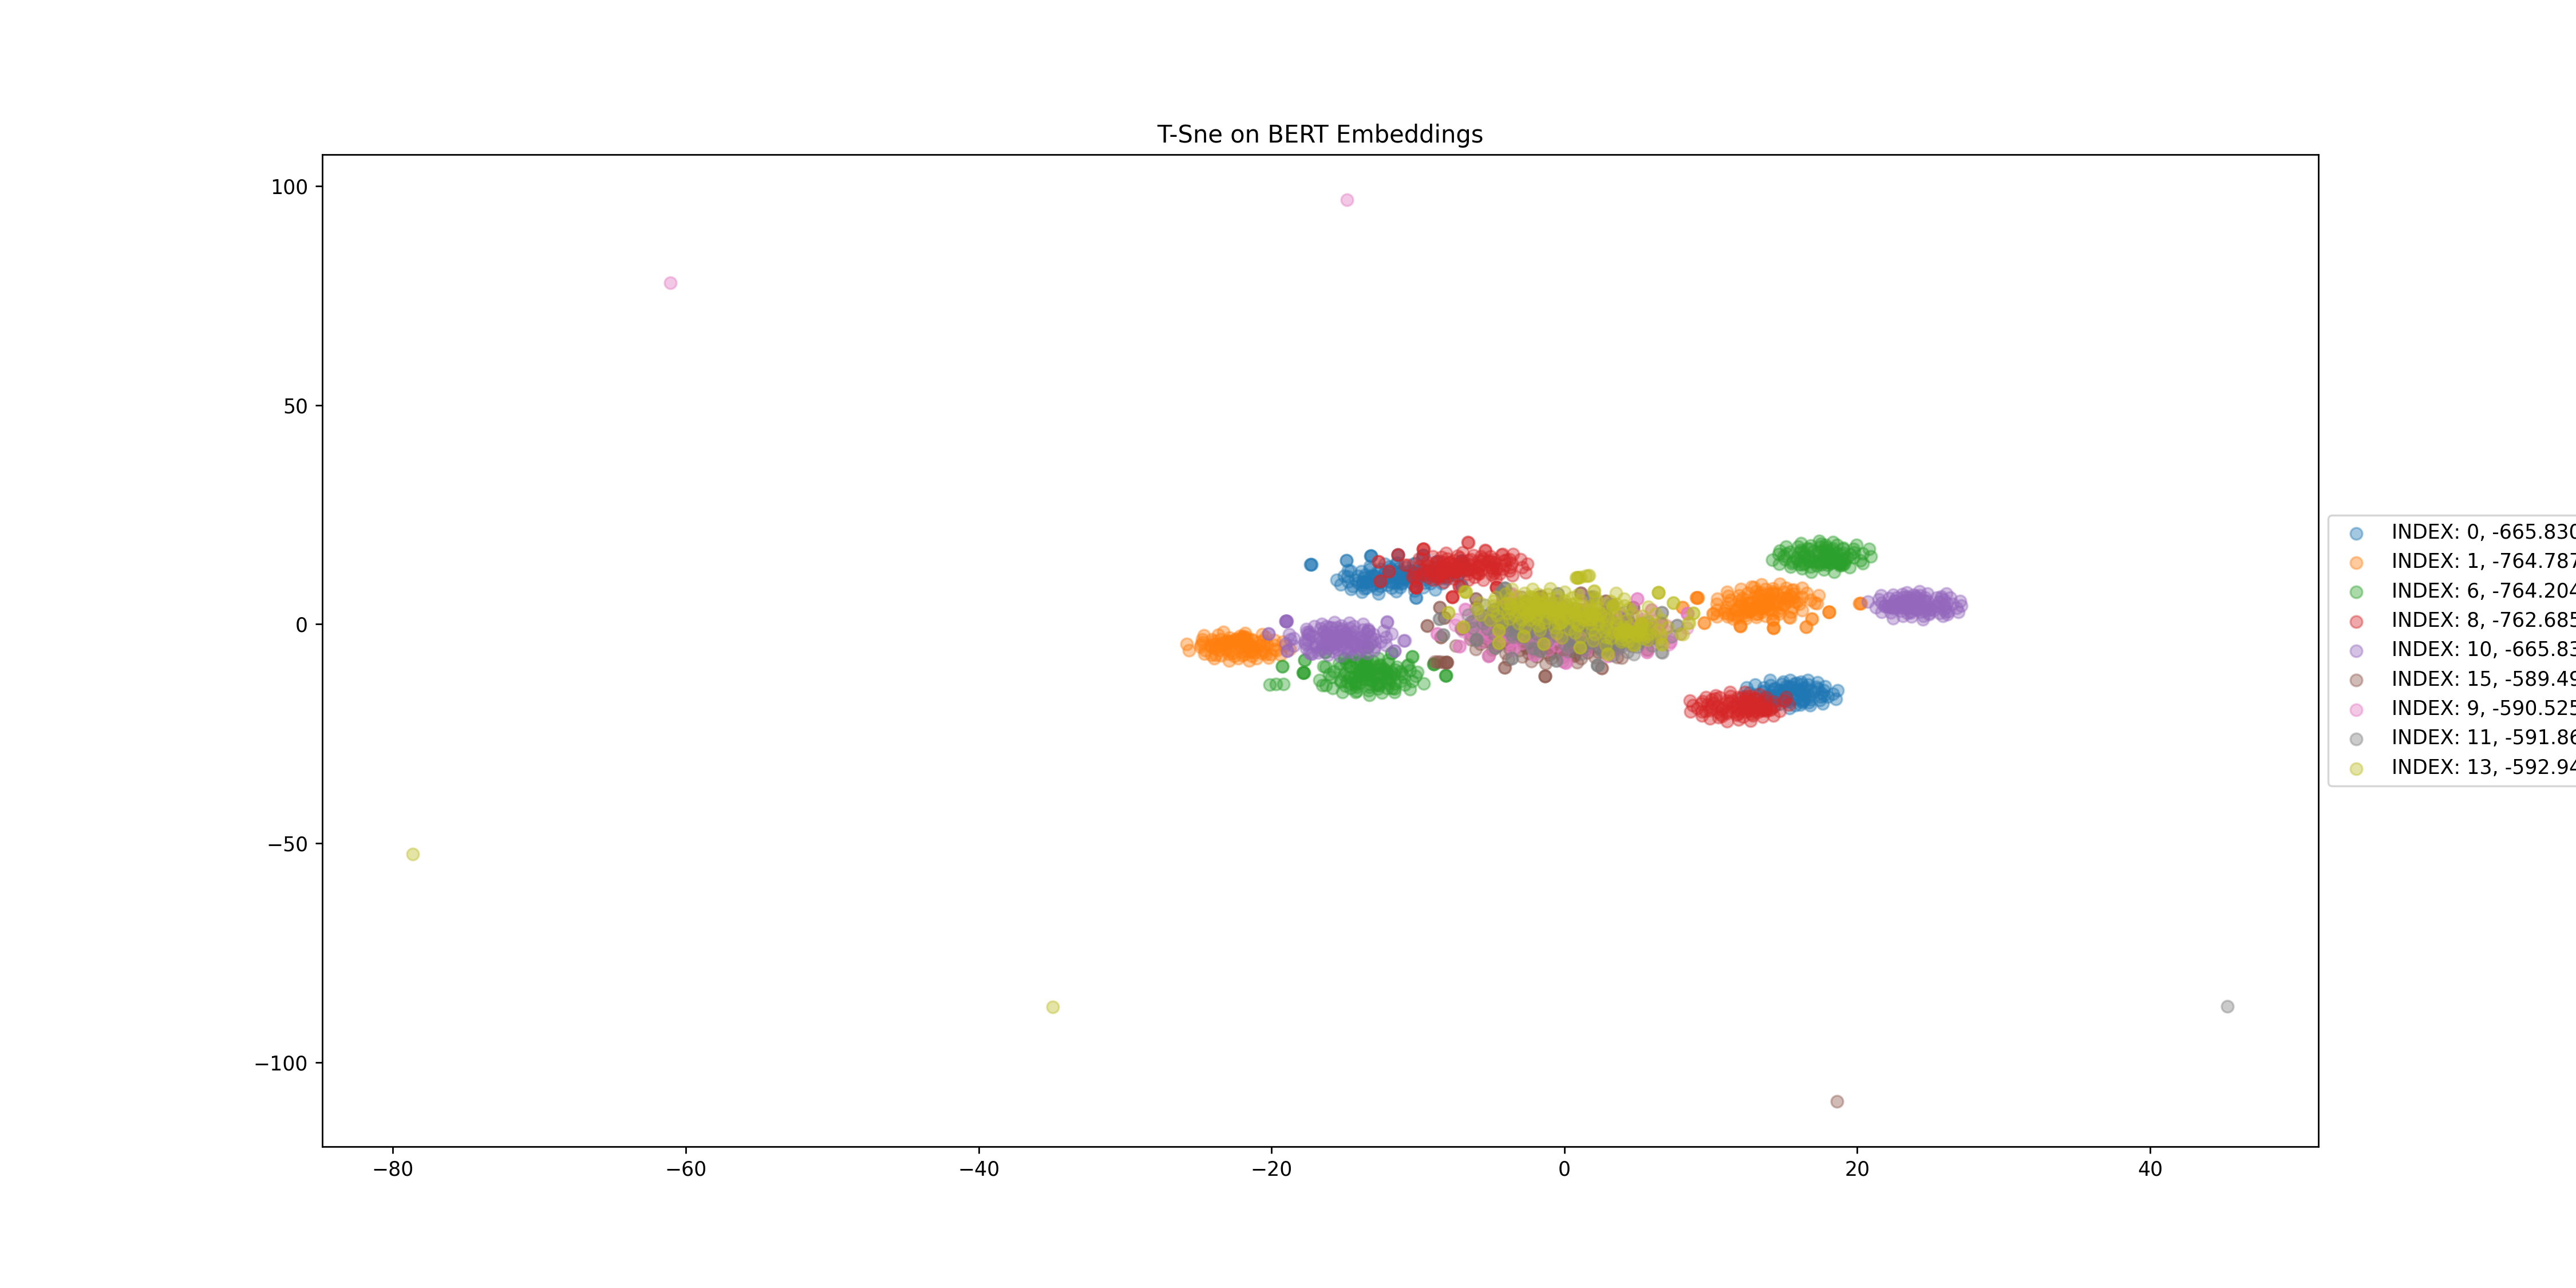 T-Sne on BERT Embeddings
100
50
0
−50
−100
−80
−60
−40
−20
0
20
40
INDEX: 0, -665.830
INDEX: 1, -764.787
INDEX: 6, -764.204
INDEX: 8, -762.685
INDEX: 10, -665.83
INDEX: 15, -589.49
INDEX: 9, -590.525
INDEX: 11, -591.86
INDEX: 13, -592.94